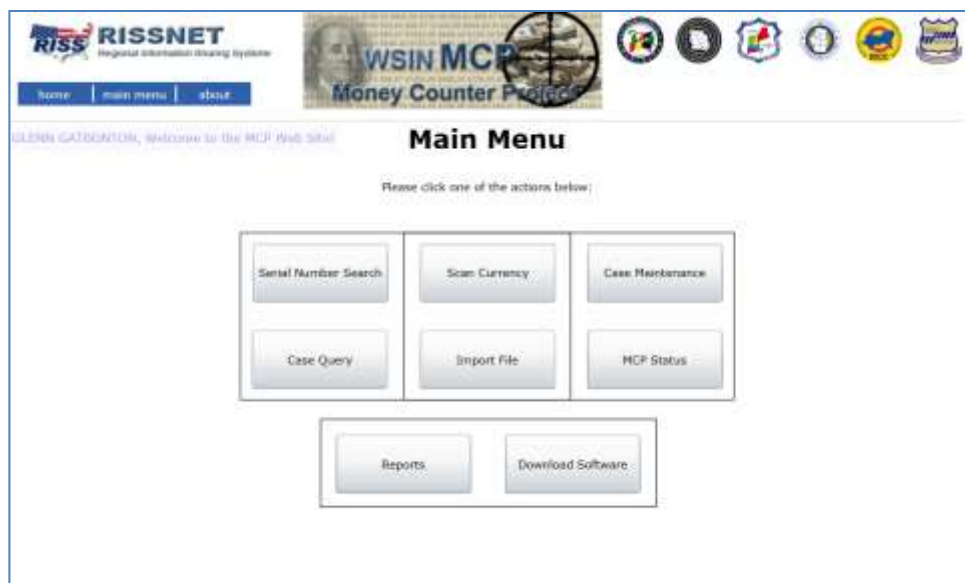 RISS
RISSNET
Regional Information Sharing Systems
WSIN MCP
Money Counter Project
home main menu about
GLENN GATBONTON, Welcome to the MCP Web Site!
Main Menu
Please click one of the actions below:
Serial Number Search Scan Currency Case Maintenance
Case Query Import File MCP Status
Reports Download Software